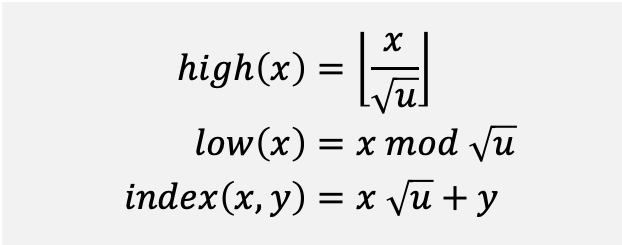 high(x) = ⌊x/√u⌋
low(x) = x mod √u
index(x, y) = x √u + y